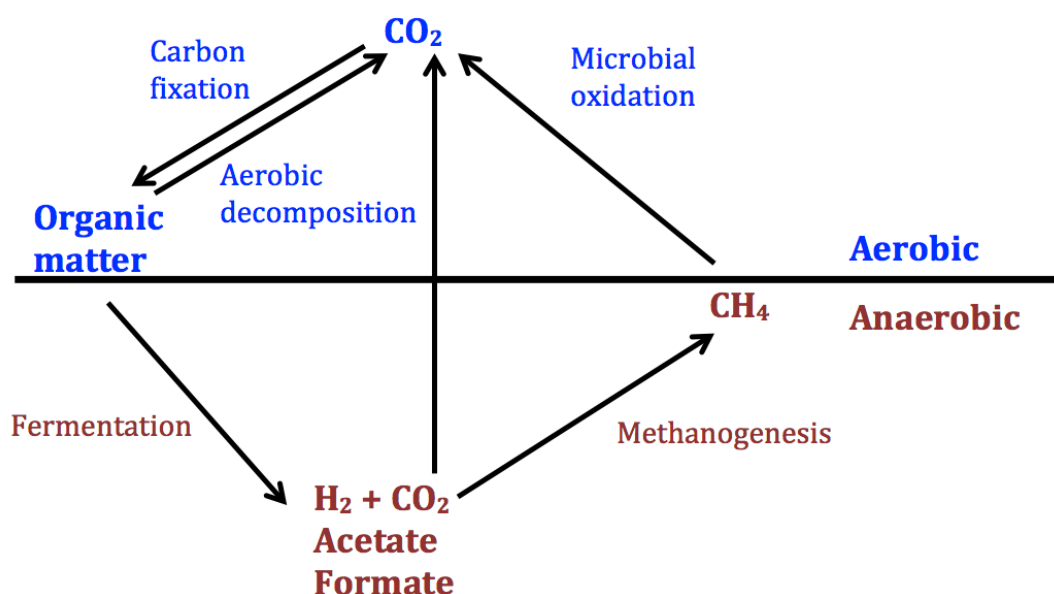 CO₂
Carbon
fixation
Microbial
oxidation
Aerobic
decomposition
Organic
matter
Aerobic
CH₄
Anaerobic
Fermentation
Methanogenesis
H₂ + CO₂
Acetate
Formate